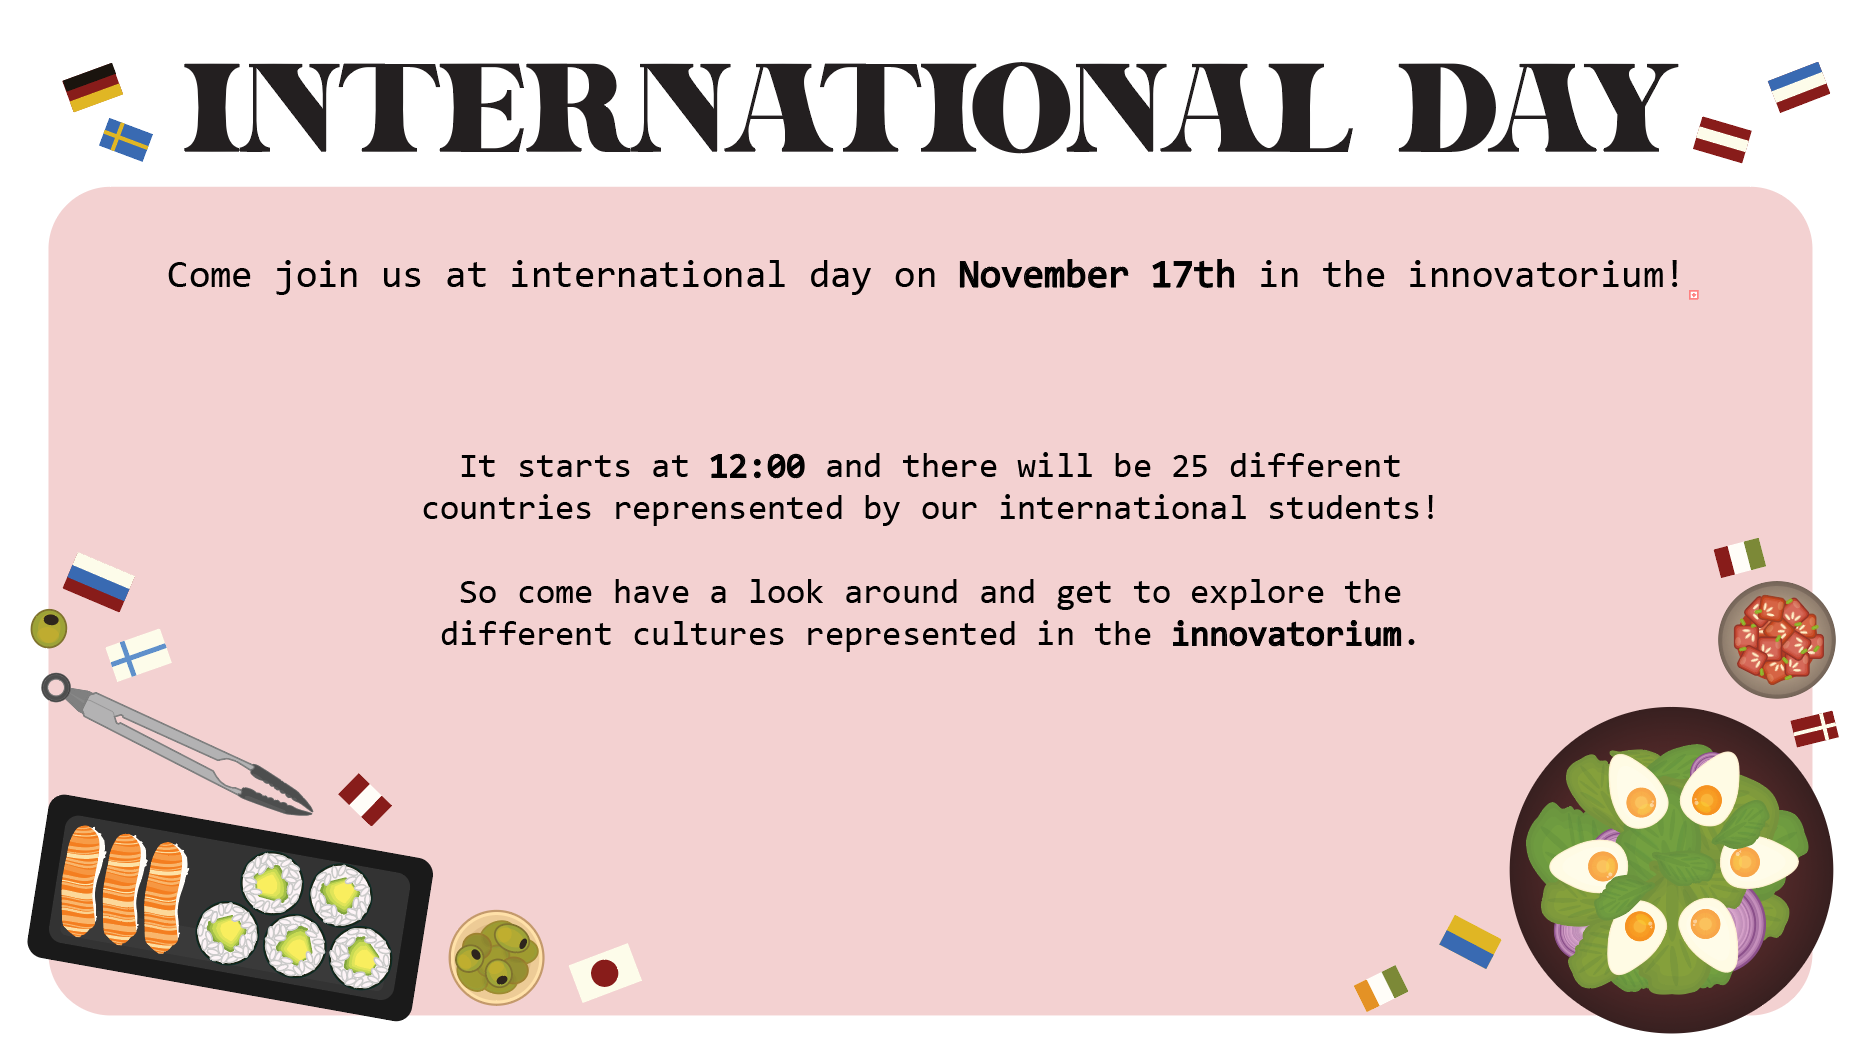 INTERNATIONAL DAY
Come join us at international day on November 17th in the innovatorium!
It starts at 12:00 and there will be 25 different
countries reprensented by our international students!
So come have a look around and get to explore the
different cultures represented in the innovatorium.